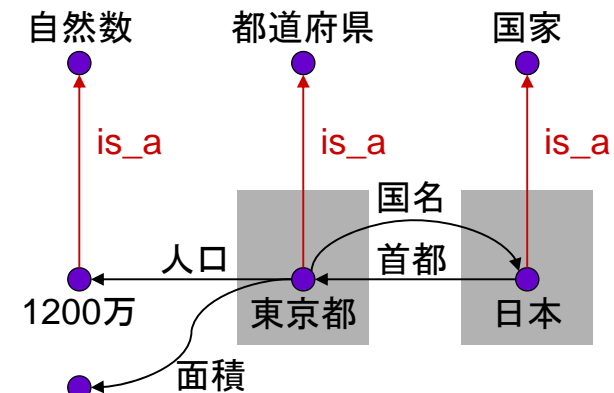 自然数 都道府県 国家
is_a is_a is_a
国名
人口 首都
1200万 東京都 日本
面積